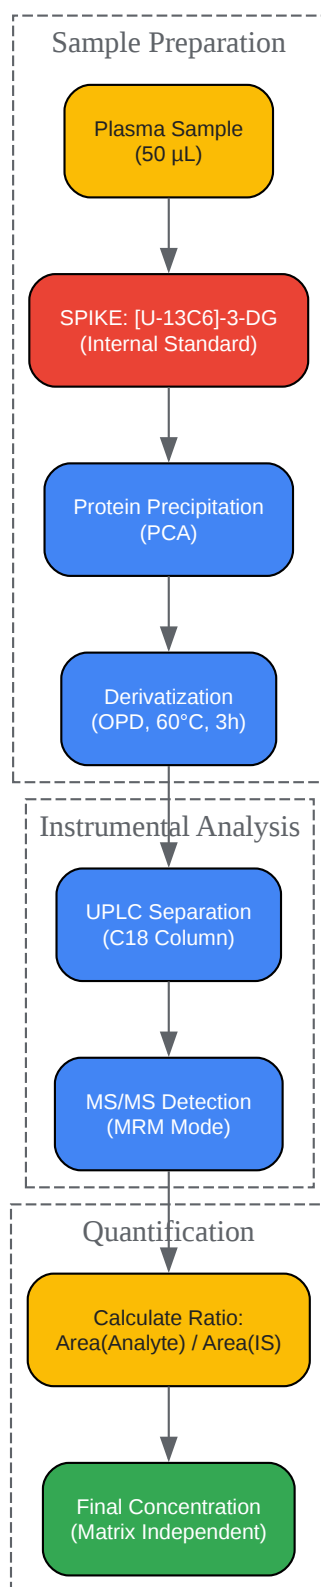 Sample Preparation
Plasma Sample
(50 µL)
SPIKE: [U-13C6]-3-DG
(Internal Standard)
Protein Precipitation
(PCA)
Derivatization
(OPD, 60°C, 3h)
Instrumental Analysis
UPLC Separation
(C18 Column)
MS/MS Detection
(MRM Mode)
Quantification
Calculate Ratio:
Area(Analyte) / Area(IS)
Final Concentration
(Matrix Independent)